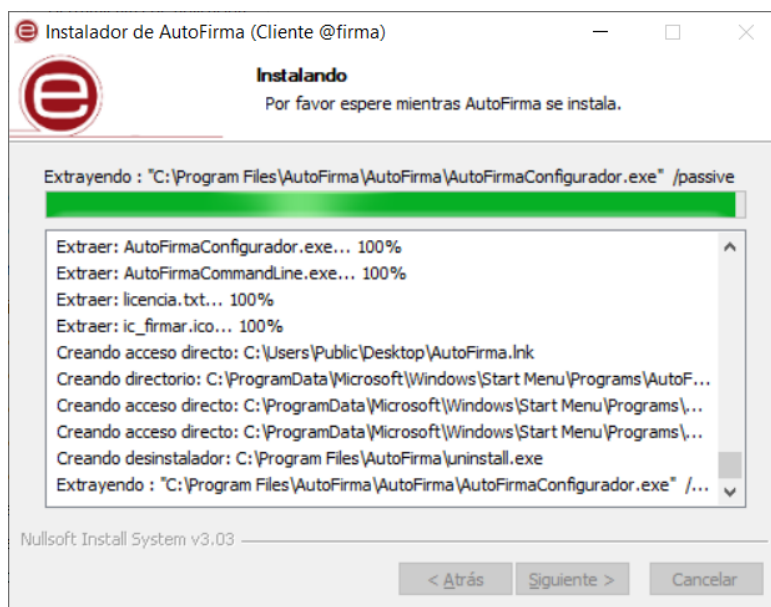 Instalador de AutoFirma (Cliente @firma)
Instalando
Por favor espere mientras AutoFirma se instala.
Extrayendo : "C:\Program Files\AutoFirma\AutoFirma\AutoFirmaConfigurador.exe" /passive
Extraer: AutoFirmaConfigurador.exe... 100%
Extraer: AutoFirmaCommandLine.exe... 100%
Extraer: licencia.txt... 100%
Extraer: ic_firmar.ico... 100%
Creando acceso directo: C:\Users\Public\Desktop\AutoFirma.lnk
Creando directorio: C:\ProgramData\Microsoft\Windows\Start Menu\Programs\AutoF...
Creando acceso directo: C:\ProgramData\Microsoft\Windows\Start Menu\Programs\...
Creando acceso directo: C:\ProgramData\Microsoft\Windows\Start Menu\Programs\...
Creando desinstalador: C:\Program Files\AutoFirma\uninstall.exe
Extrayendo : "C:\Program Files\AutoFirma\AutoFirma\AutoFirmaConfigurador.exe" /...
Nullsoft Install System v3.03
< Atrás Siguiente > Cancelar